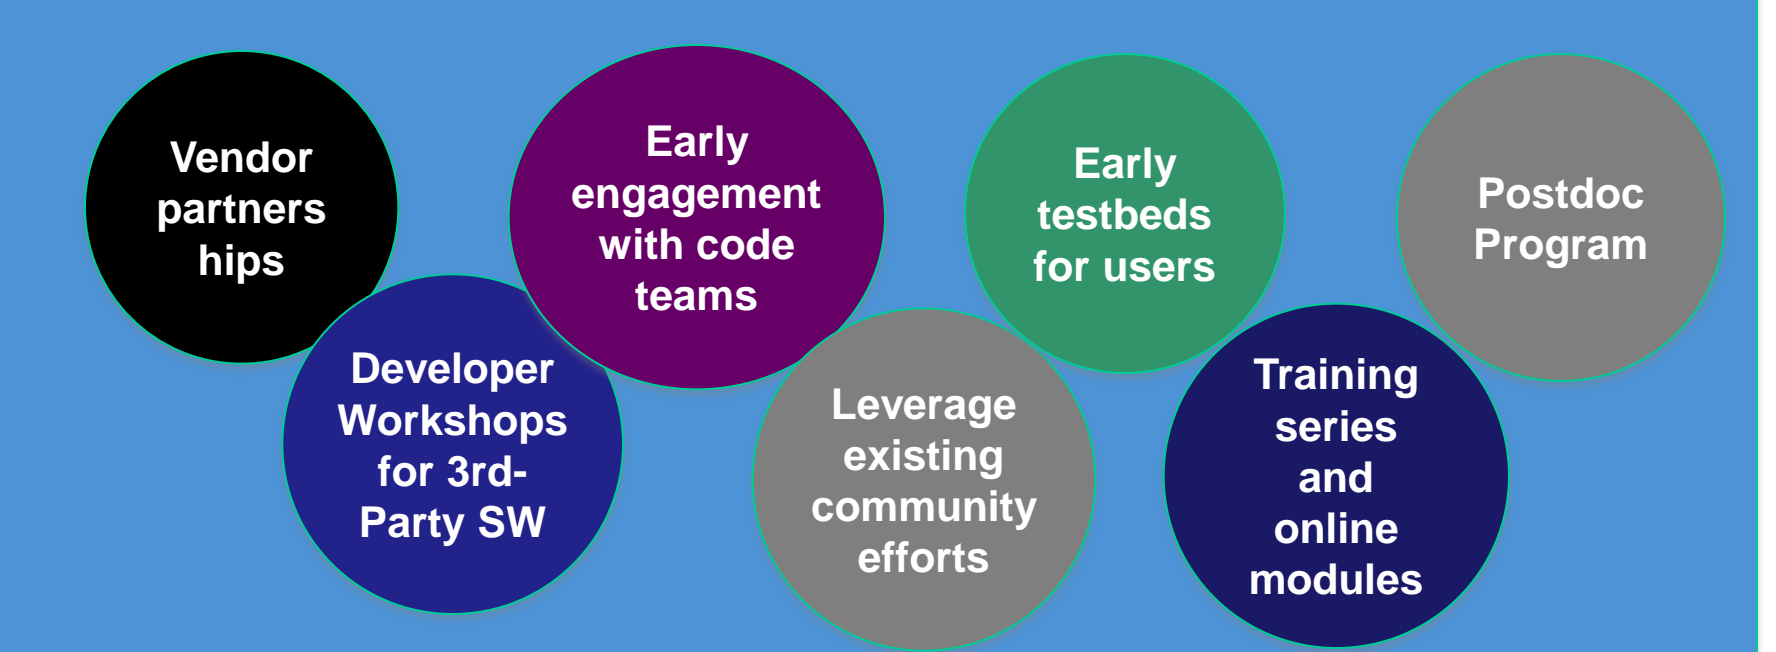 Vendor
partners
hips
Developer
Workshops
for 3rd-
Party SW
Early
engagement
with code
teams
Leverage
existing
community
efforts
Early
testbeds
for users
Training
series
and
online
modules
Postdoc
Program